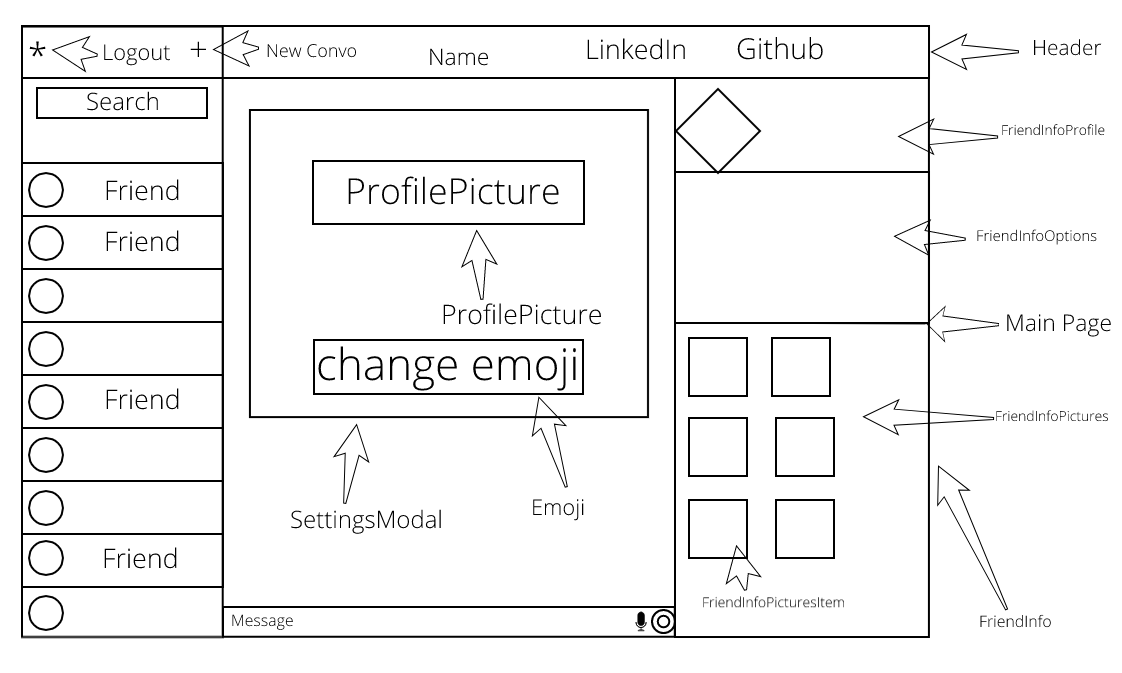 * Logout + New Convo Name LinkedIn Github Header
Search
FriendInfoProfile
Friend
ProfilePicture
Friend
FriendInfoOptions
ProfilePicture
Main Page
change emoji
Friend
FriendInfoPictures
Emoji
SettingsModal
Friend
FriendInfoPicturesItem
Message
FriendInfo